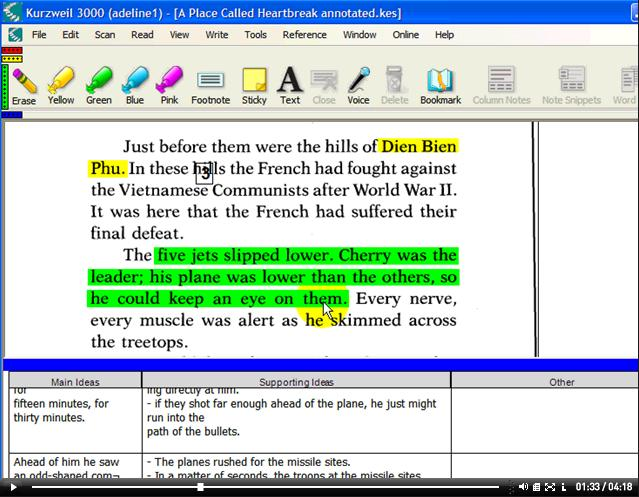 Kurzweil 3000 (adeline1) - [A Place Called Heartbreak annotated.kes]
File Edit Scan Read View Write Tools Reference Window Online Help
Erase Yellow Green Blue Pink Footnote Sticky Text Close Voice Delete Bookmark Column Notes Note Snippets Word
A
Just before them were the hills of Dien Bien
Phu. In these hills the French had fought against
3
the Vietnamese Communists after World War II.
It was here that the French had suffered their
final defeat.
The five jets slipped lower. Cherry was the
leader; his plane was lower than the others, so
he could keep an eye on them. Every nerve,
every muscle was alert as he skimmed across
the treetops.
Main Ideas Supporting Ideas Other
for
fifteen minutes, for
thirty minutes.
ing directly at him.
- if they shot far enough ahead of the plane, he just might
run into the
path of the bullets.
Ahead of him he saw
an odd-shaped com¬
- The planes rushed for the missile sites.
- In a matter of seconds, the troops at the missile sites
01:33 / 04:18